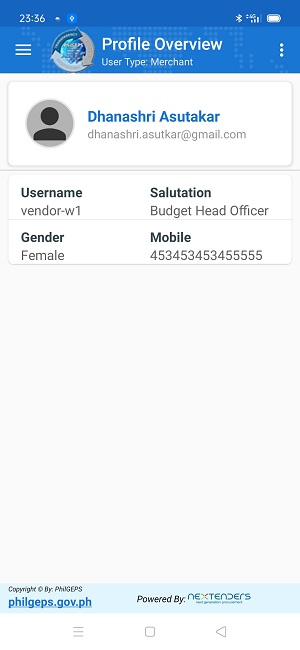 23:36
Profile Overview
User Type: Merchant
Dhanashri Asutakar
dhanashri.asutkar@gmail.com
Username Salutation
vendor-w1 Budget Head Officer
Gender Mobile
Female 453453453455555
Copyright © By: PhilGEPS
philgeps.gov.ph
Powered By: NEXTENDERS
next generation procurement